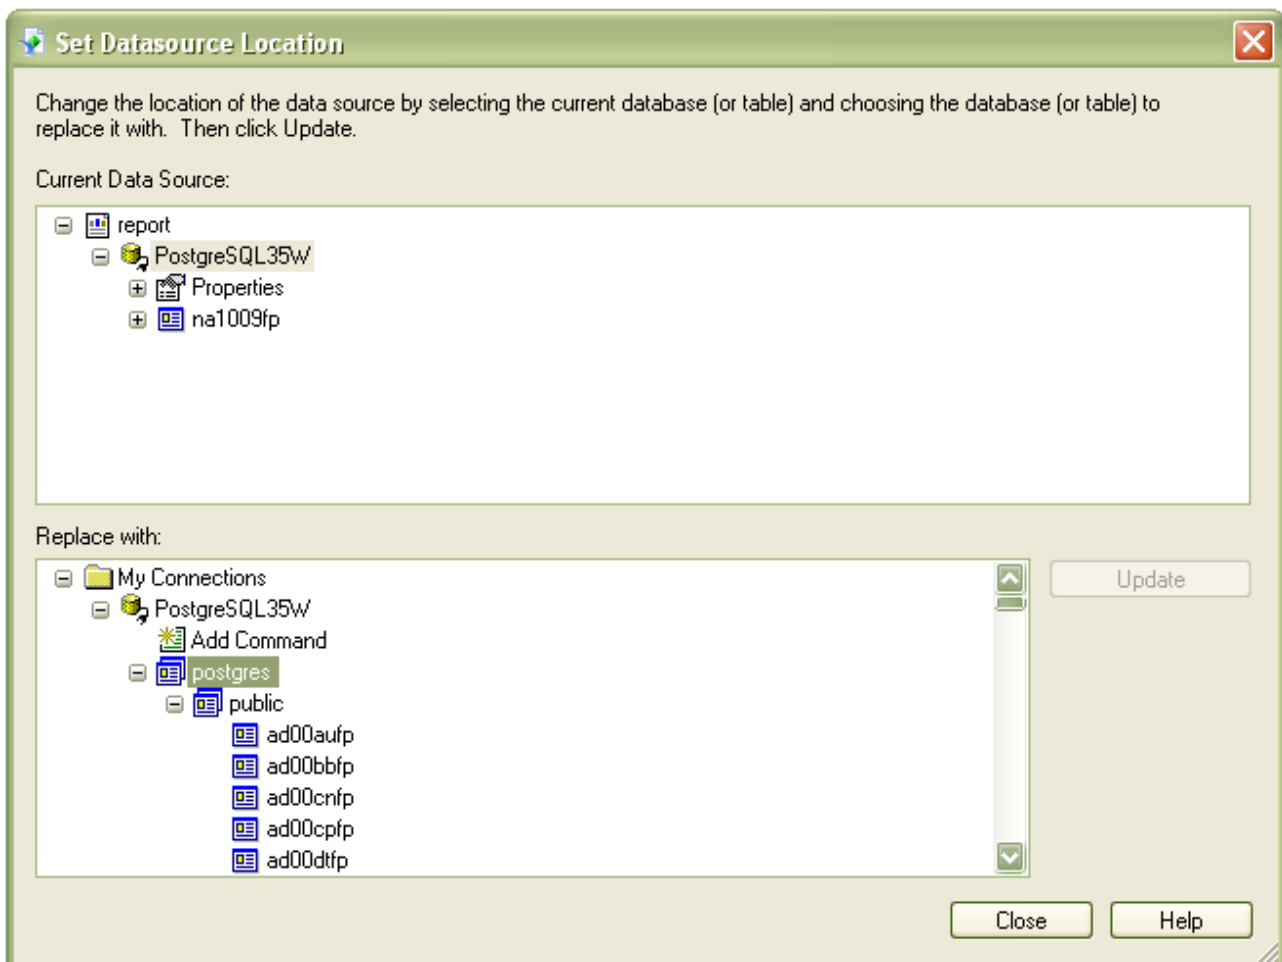 Set Datasource Location
Change the location of the data source by selecting the current database (or table) and choosing the database (or table) to
replace it with. Then click Update.
Current Data Source:
report
PostgreSQL35W
Properties
na1009fp
Replace with:
My Connections
Update
PostgreSQL35W
Add Command
postgres
public
ad00aufp
ad00bbfp
ad00cnfp
ad00cpfp
ad00dtfp
Close
Help